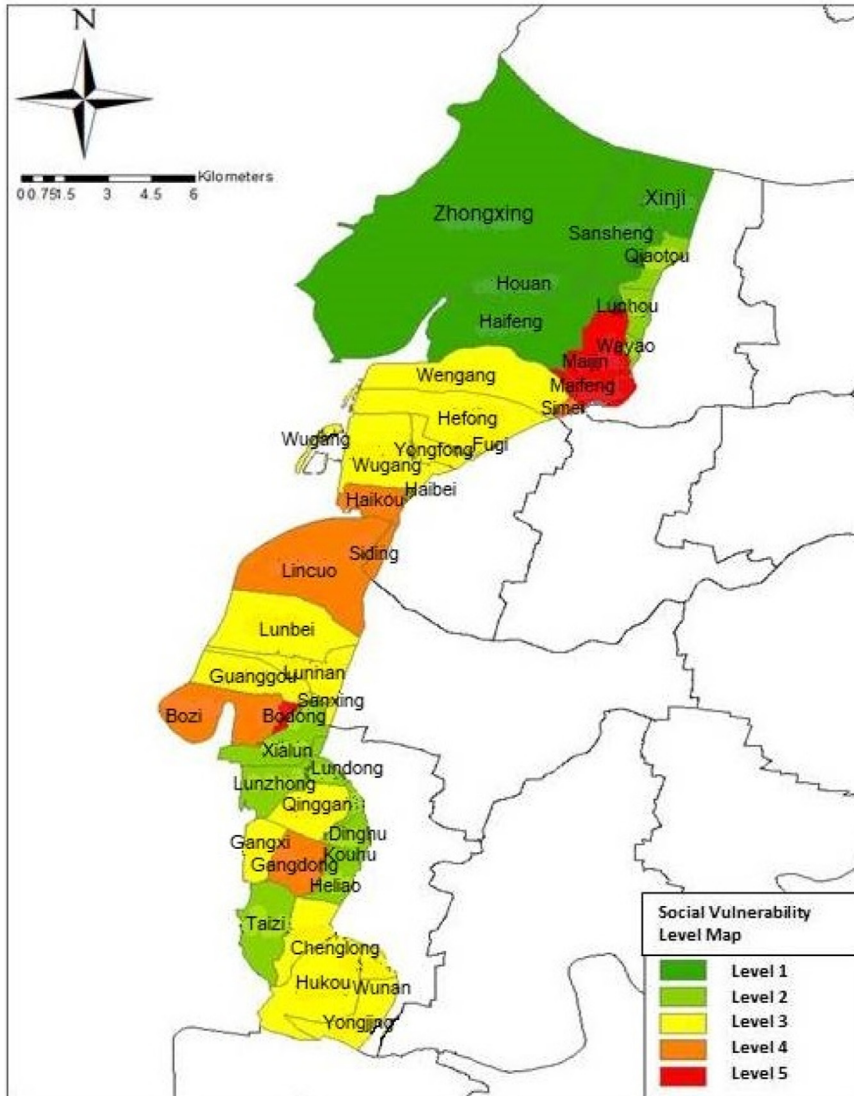 N
Kilometers
0 0.75 1.5 3 4.5 6
Xinji
Zhongxing
Sansheng
Qiaotou
Houan
Lunhou
Haifeng
Wayao
Maijin
Wengang
Maifeng
Simei
Hefong
Wugang
Fugi
Yongfong
Wugang
Haibei
Haikou
Siding
Lincuo
Lunbei
Lunnan
Guanggou
Sanxing
Bozi
Bodong
Xialun
Lundong
Lunzhong
Qinggan
Dinghu
Gangxi
Kouhu
Gangdong
Heliao
Taizi
Chenglong
Hukou
Wunan
Yongjing
Social Vulnerability
Level Map
Level 1
Level 2
Level 3
Level 4
Level 5